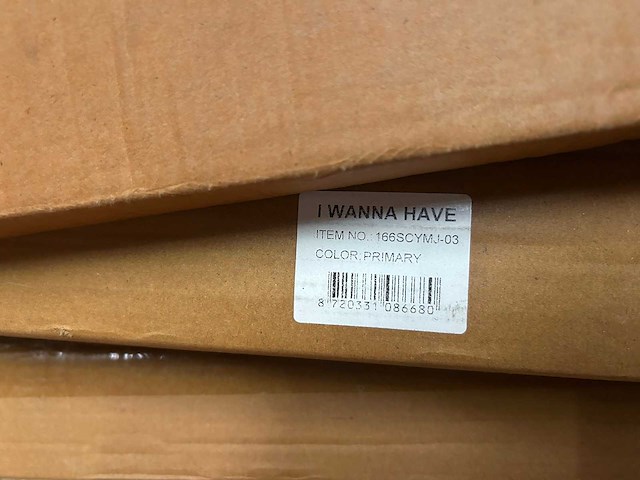 I WANNA HAVE
ITEM NO.: 166SCYMJ-03
COLOR: PRIMARY
8 720331 086680